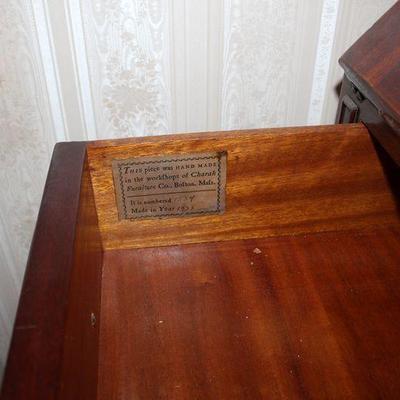 This piece was HAND MADE
in the workshops of Charak
Furniture Co., Boston, Mass.
It is numbered
Made in Year